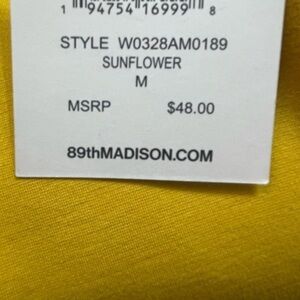 1 94754 16999 8
STYLE W0328AM0189
SUNFLOWER
M
MSRP $48.00
89thMADISON.COM